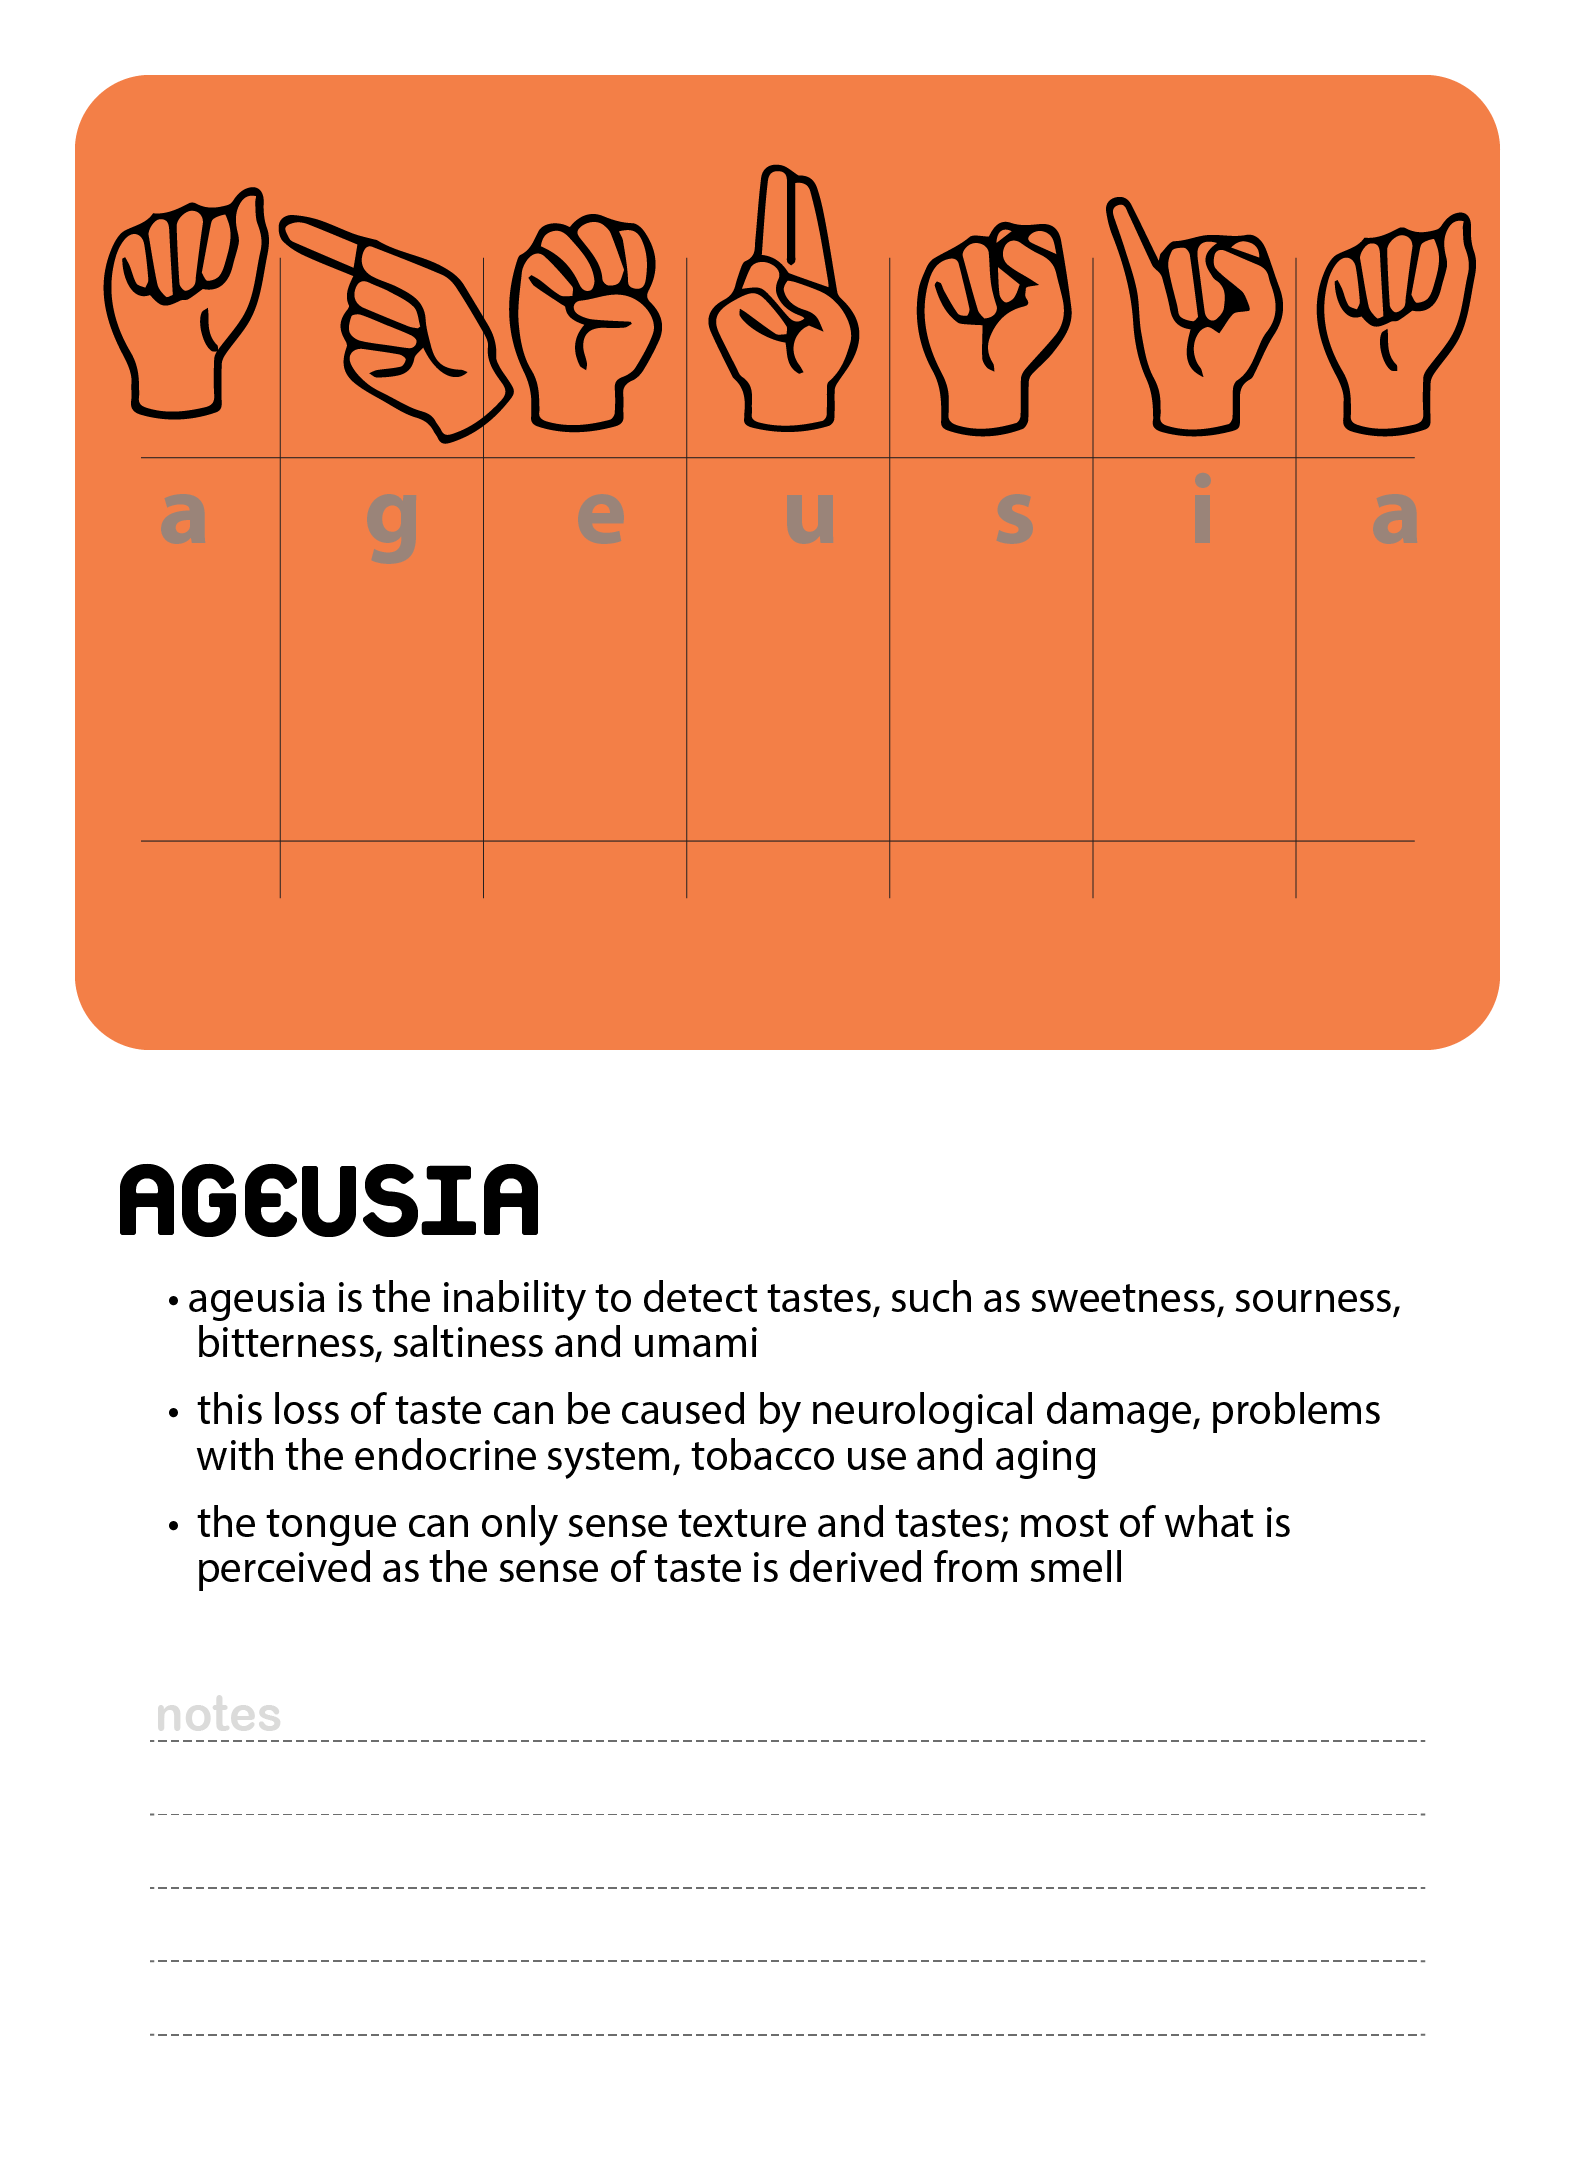 a g e u s i a
AGEUSIA
• ageusia is the inability to detect tastes, such as sweetness, sourness,
bitterness, saltiness and umami
• this loss of taste can be caused by neurological damage, problems
with the endocrine system, tobacco use and aging
• the tongue can only sense texture and tastes; most of what is
perceived as the sense of taste is derived from smell
notes